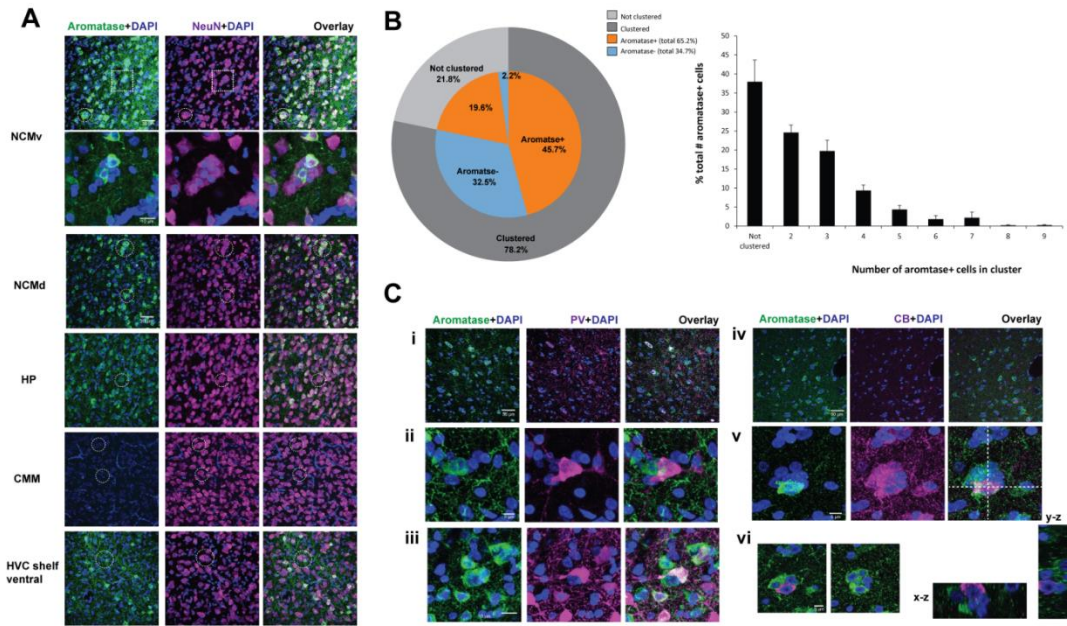 A
Aromatase+DAPI NeuN+DAPI Overlay
NCMv
NCMd
HP
CMM
HVC shelf
ventral
B
Not clustered
Clustered
Aromatase+ (total 65.2%)
Aromatase- (total 34.7%)
Not clustered
21.8%
2.2%
19.6%
Aromatse+
45.7%
Aromatse-
32.5%
Clustered
78.2%
% total # aromatase+ cells
50
45
40
35
30
25
20
15
10
5
0
Not
clustered
2 3 4 5 6 7 8 9
Number of aromtase+ cells in cluster
C
Aromatase+DAPI PV+DAPI Overlay
i
ii
iii
Aromatase+DAPI CB+DAPI Overlay
iv
v
y-z
vi
x-z